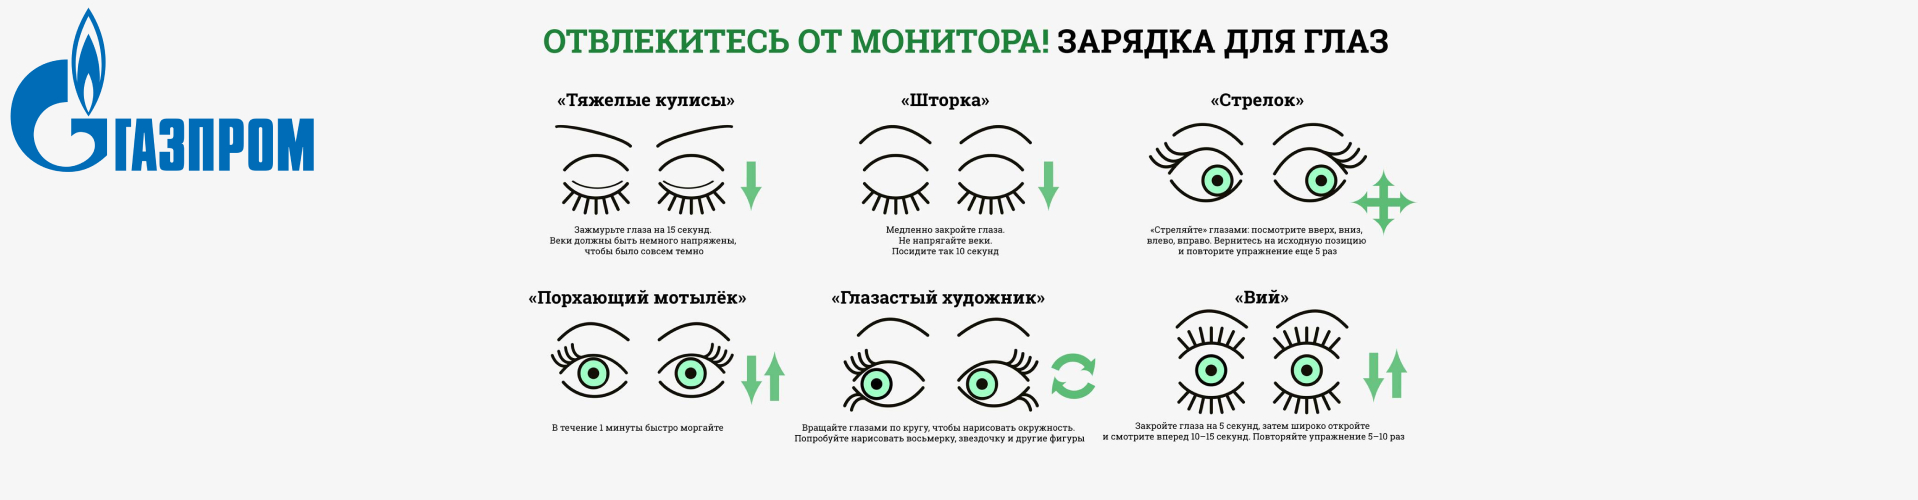 ГАЗПРОМ
ОТВЛЕКИТЕСЬ ОТ МОНИТОРА! ЗАРЯДКА ДЛЯ ГЛАЗ
«Тяжелые кулисы»
Зажмурьте глаза на 15 секунд.
Веки должны быть немного напряжены,
чтобы было совсем темно
«Шторка»
Медленно закройте глаза.
Не напрягайте веки.
Посидите так 10 секунд
«Стрелок»
«Стреляйте» глазами: посмотрите вверх, вниз,
влево, вправо. Вернитесь на исходную позицию
и повторите упражнение еще 5 раз
«Порхающий мотылёк»
В течение 1 минуты быстро моргайте
«Глазастый художник»
Вращайте глазами по кругу, чтобы нарисовать окружность.
Попробуйте нарисовать восьмерку, звездочку и другие фигуры
«Вий»
Закройте глаза на 5 секунд, затем широко откройте
и смотрите вперед 10–15 секунд. Повторяйте упражнение 5–10 раз